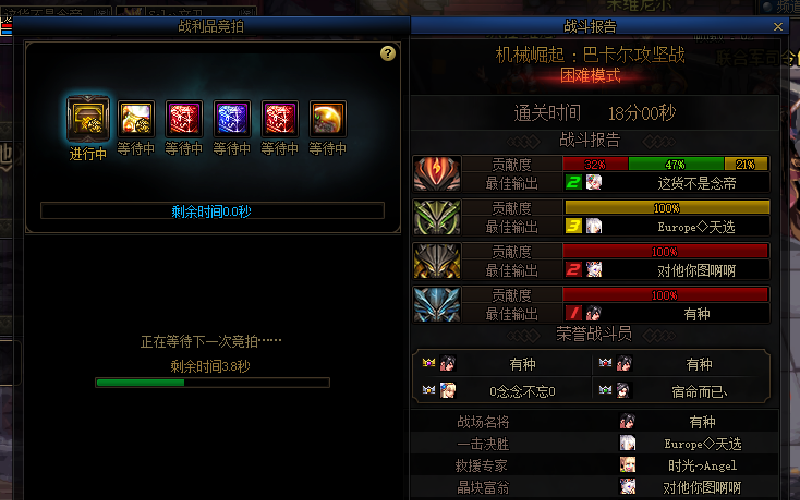 战利品竞拍
?
进行中 等待中 等待中 等待中 等待中 等待中
剩余时间0.0秒
正在等待下一次竞拍……
剩余时间3.8秒
战斗报告
机械崛起：巴卡尔攻坚战
困难模式
通关时间 18分00秒
战斗报告
贡献度 32% 47% 21%
最佳输出 2 这货不是念帝
贡献度 100%
最佳输出 3 Europe◇天选
贡献度 100%
最佳输出 2 对他你图啊啊
贡献度 100%
最佳输出 1 有种
荣誉战斗员
有种 有种
0念念不忘0 宿命而已、
战场名将 有种
一击决胜 Europe◇天选
救援专家 时光っAngel
晶块富翁 对他你图啊啊